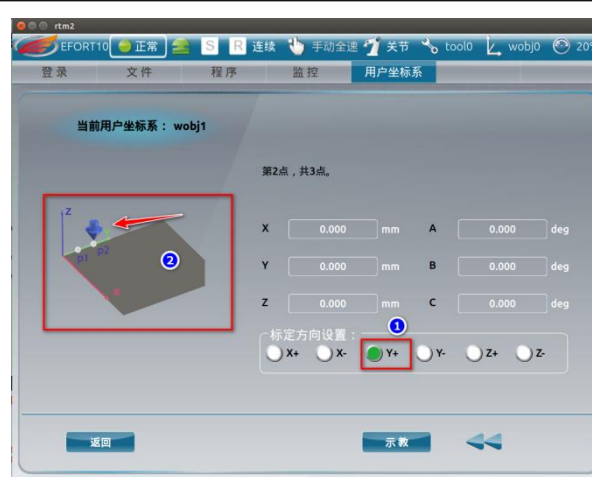 rtm2
EFORT10 正常 S R 连续 手动全速 关节 tool0 wobj0 20%
登录 文件 程序 监控 用户坐标系
当前用户坐标系： wobj1
第2点，共3点。
Z
p1 p2
2
X 0.000 mm A 0.000 deg
Y 0.000 mm B 0.000 deg
Z 0.000 mm C 0.000 deg
标定方向设置：
1
X+ X- Y+ Y- Z+ Z-
返回 示教